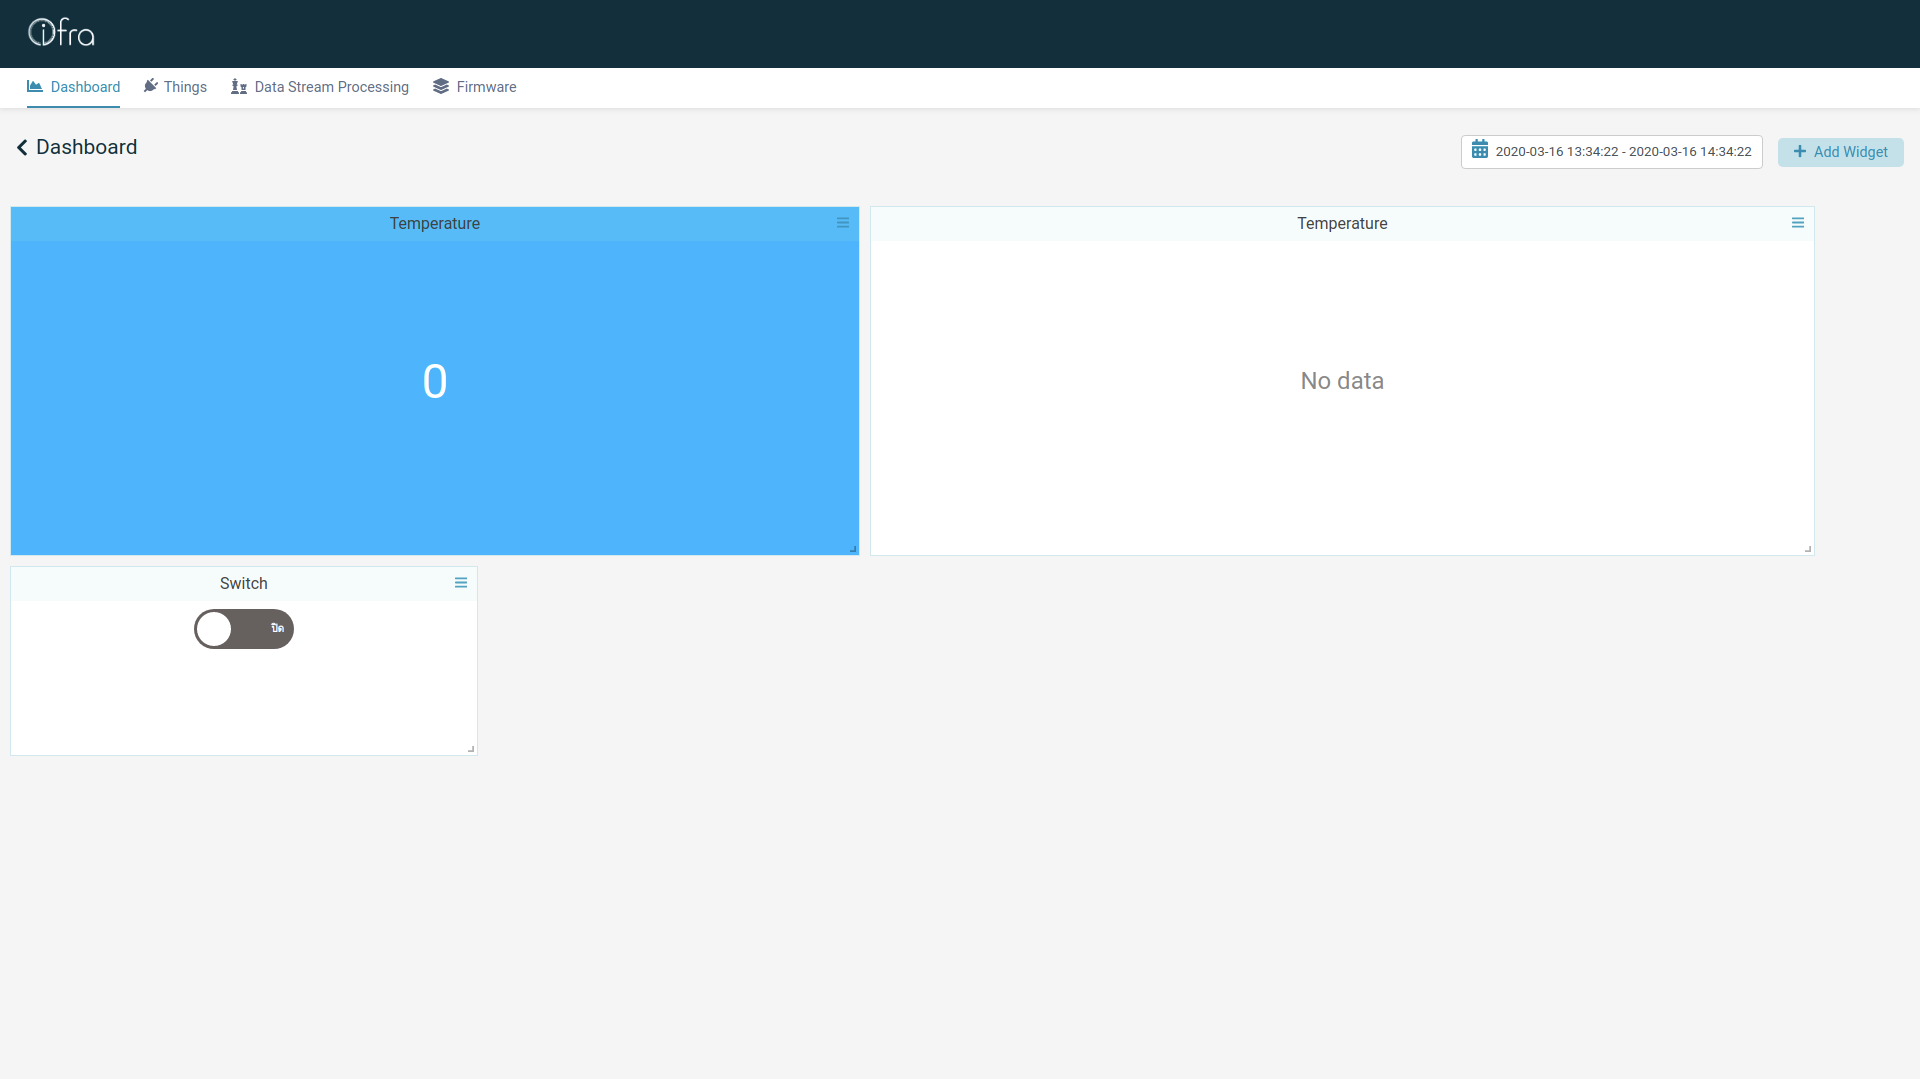 ifra
Dashboard Things Data Stream Processing Firmware
Dashboard
2020-03-16 13:34:22 - 2020-03-16 14:34:22
Add Widget
Temperature
0
Temperature
No data
Switch
ปิด